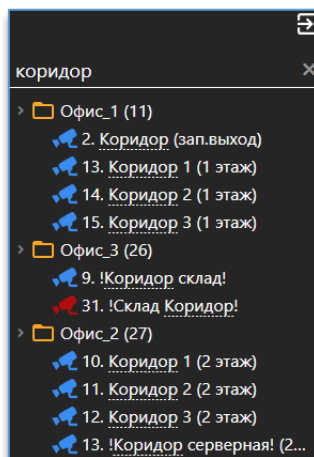 коридор
Офис_1 (11)
2. Коридор (зап.выход)
13. Коридор 1 (1 этаж)
14. Коридор 2 (1 этаж)
15. Коридор 3 (1 этаж)
Офис_3 (26)
9. !Коридор склад!
31. !Склад Коридор!
Офис_2 (27)
10. Коридор 1 (2 этаж)
11. Коридор 2 (2 этаж)
12. Коридор 3 (2 этаж)
13. !Коридор серверная! (2...